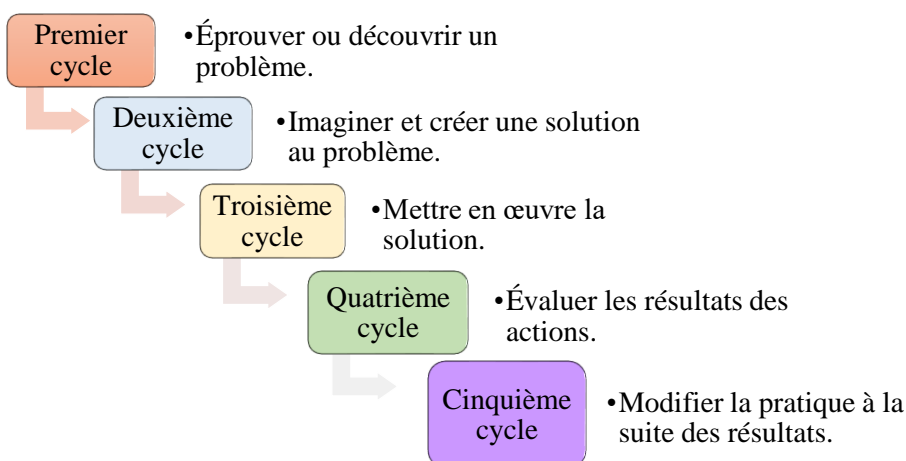 Premier
cycle
•Éprouver ou découvrir un
problème.
Deuxième
cycle
•Imaginer et créer une solution
au problème.
Troisième
cycle
•Mettre en œuvre la
solution.
Quatrième
cycle
•Évaluer les résultats des
actions.
Cinquième
cycle
•Modifier la pratique à la
suite des résultats.